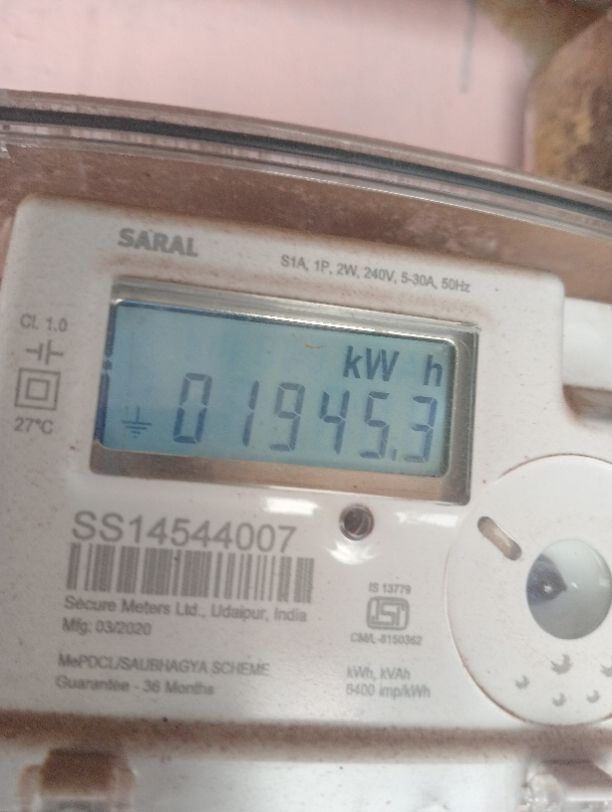 SARAL
S1A, 1P, 2W, 240V, 5-30A, 50Hz
Cl. 1.0
27°C
kW h
01945.3
SS14544007
Secure Meters Ltd., Udaipur, India
Mfg: 03/2020
IS 13779
ISI
CM/L-8150362
MePDCL/SAUBHAGYA SCHEME
Guarantee - 36 Months
kWh, kVAh
6400 imp/kWh